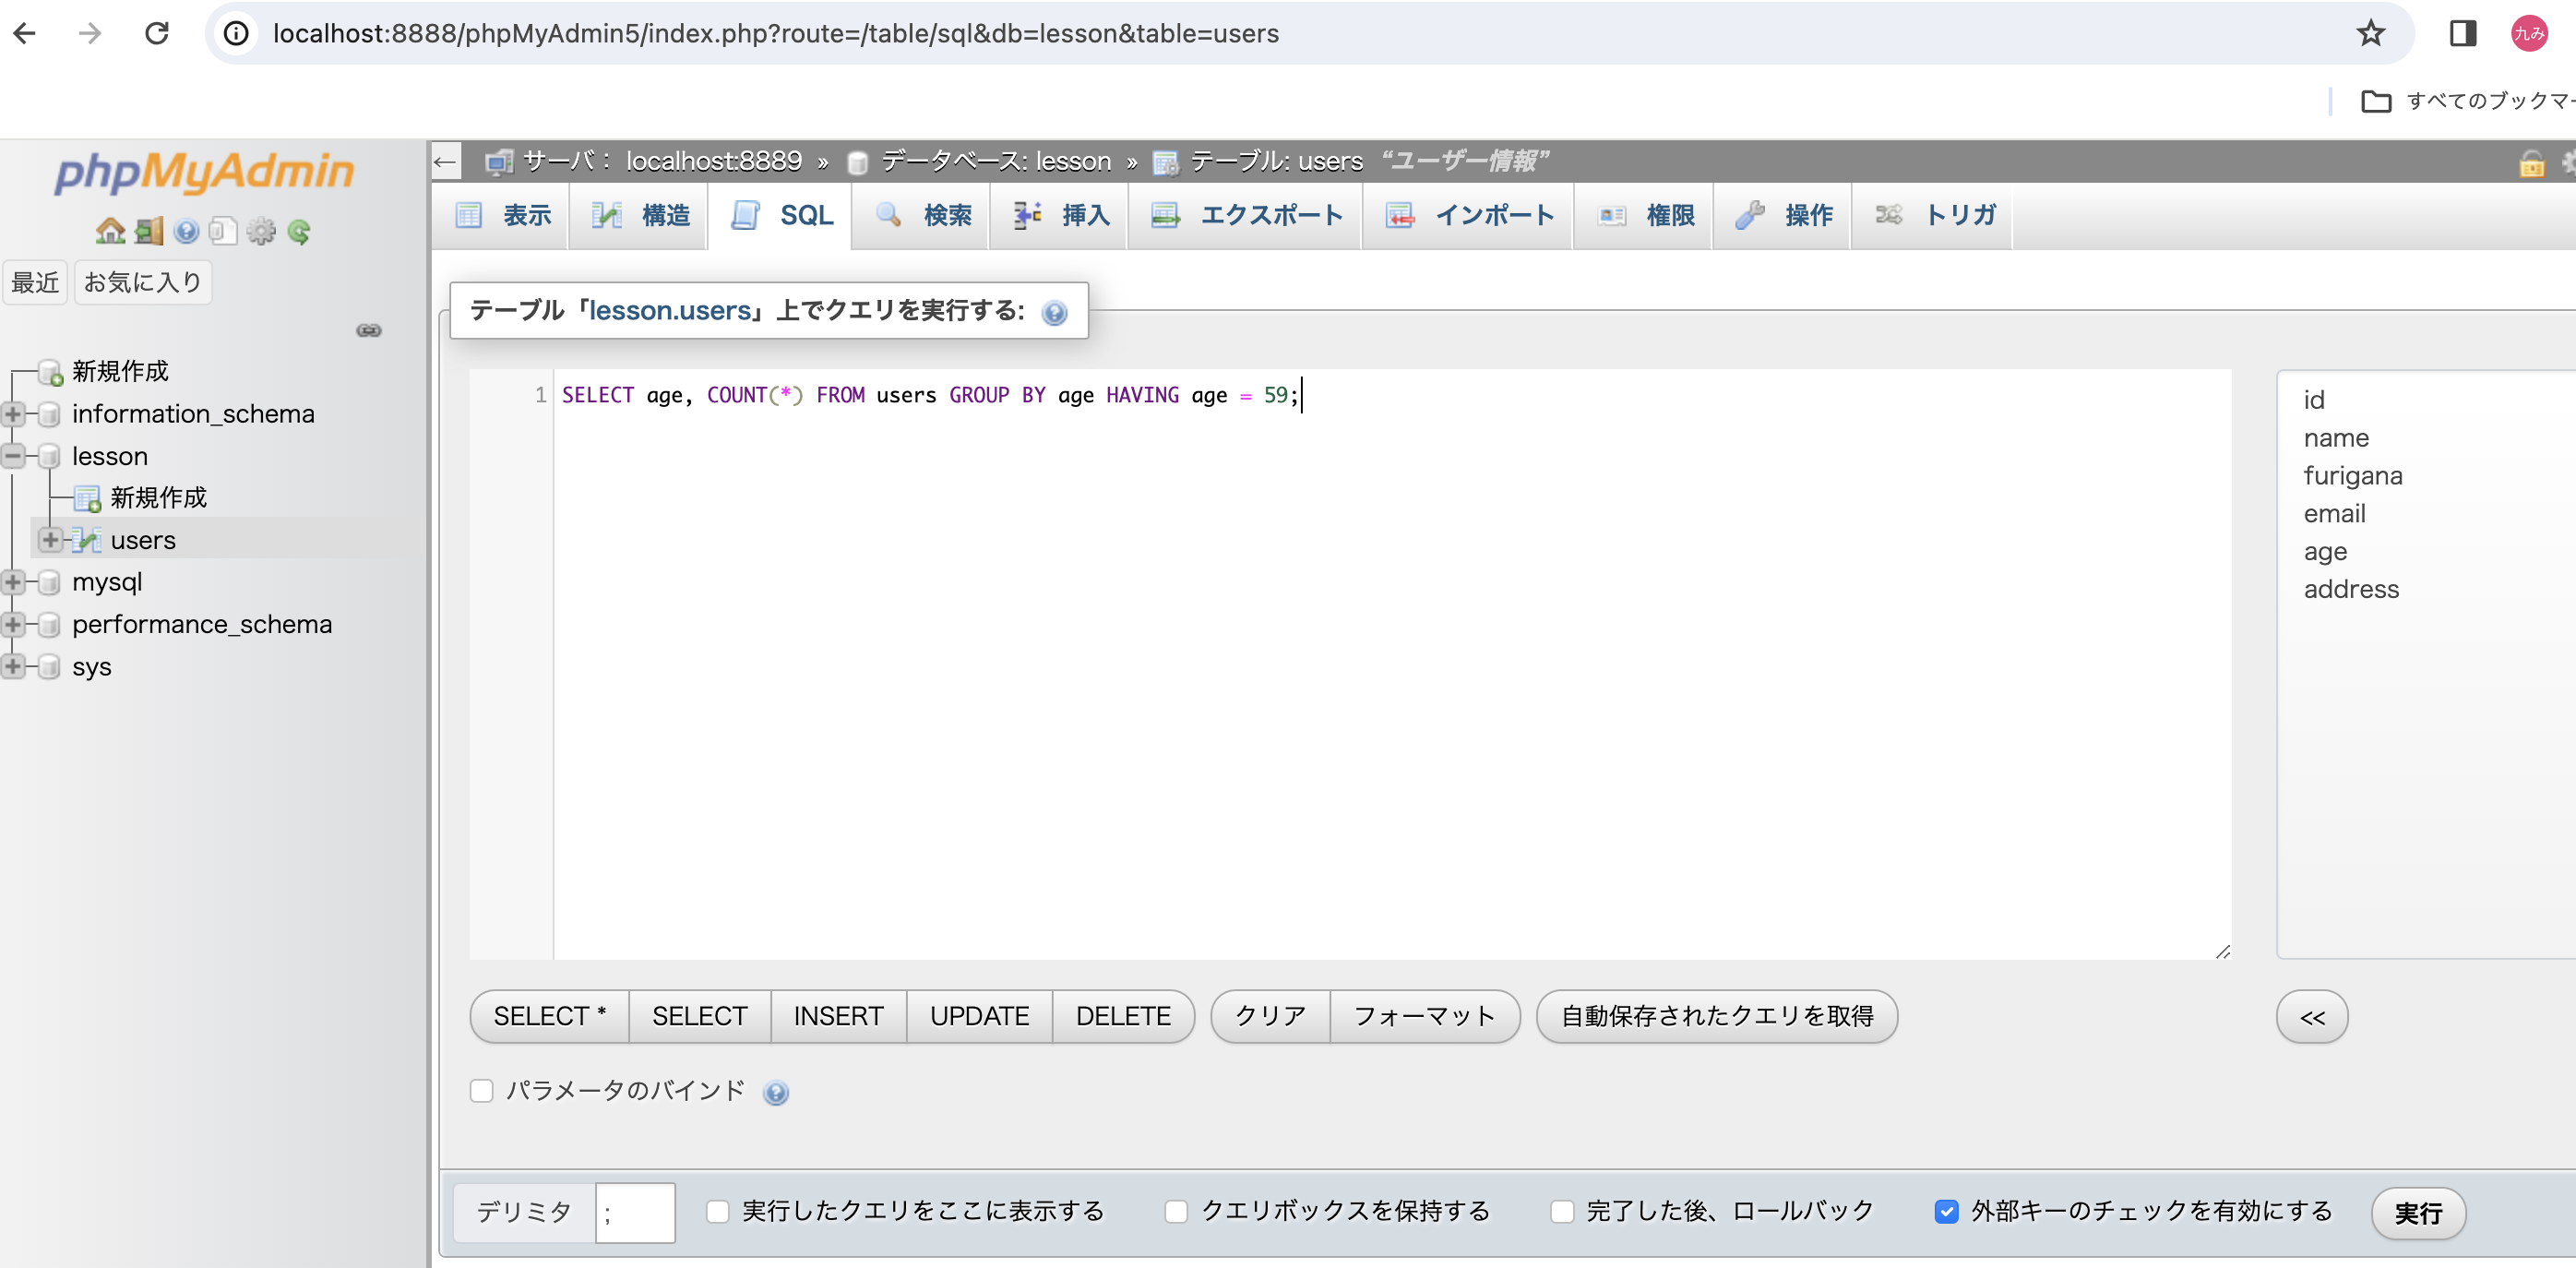 localhost:8888/phpMyAdmin5/index.php?route=/table/sql&db=lesson&table=users
九み
すべてのブックマー
phpMyAdmin
最近 お気に入り
新規作成
information_schema
lesson
新規作成
users
mysql
performance_schema
sys
サーバ： localhost:8889 » データベース: lesson » テーブル: users “ユーザー情報”
表示 構造 SQL 検索 挿入 エクスポート インポート 権限 操作 トリガ
テーブル「lesson.users」上でクエリを実行する:
1 SELECT age, COUNT(*) FROM users GROUP BY age HAVING age = 59;
id
name
furigana
email
age
address
SELECT * SELECT INSERT UPDATE DELETE クリア フォーマット 自動保存されたクエリを取得 <<
パラメータのバインド
デリミタ ; 実行したクエリをここに表示する クエリボックスを保持する 完了した後、ロールバック 外部キーのチェックを有効にする 実行